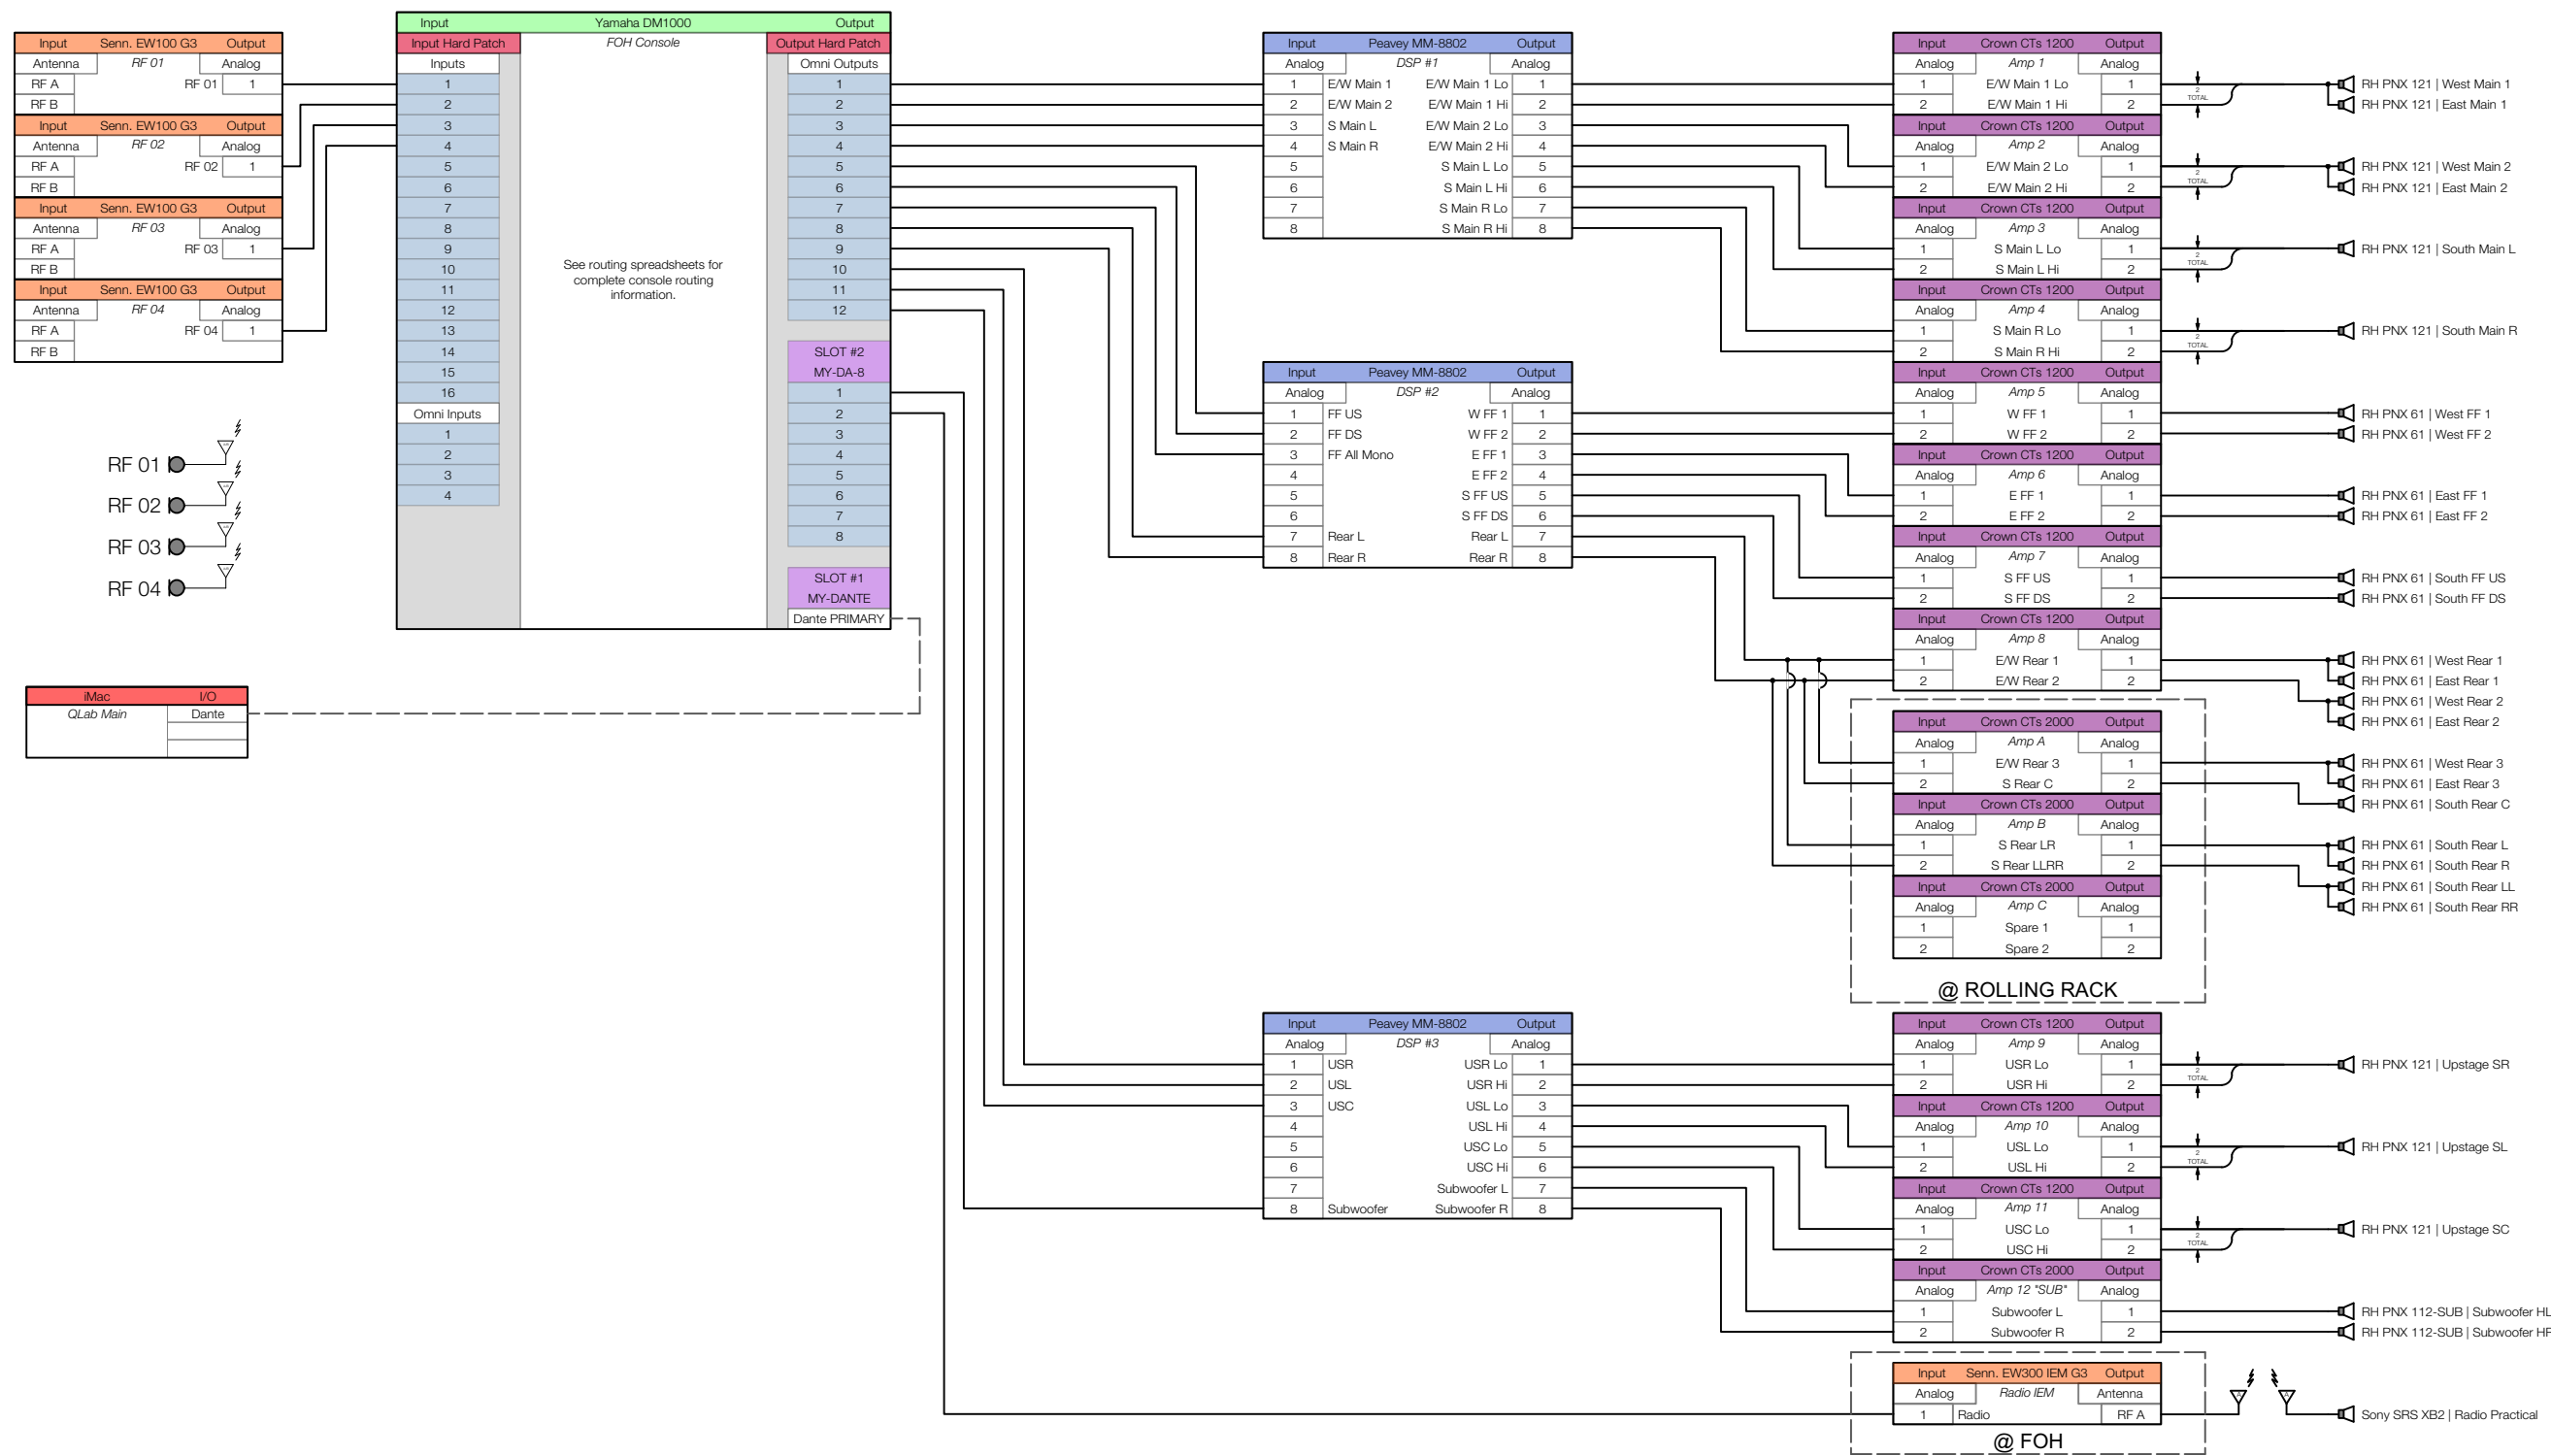 Input Senn. EW100 G3 Output
Antenna RF 01 Analog
RF A RF 01 1
RF B
Input Senn. EW100 G3 Output
Antenna RF 02 Analog
RF A RF 02 1
RF B
Input Senn. EW100 G3 Output
Antenna RF 03 Analog
RF A RF 03 1
RF B
Input Senn. EW100 G3 Output
Antenna RF 04 Analog
RF A RF 04 1
RF B
RF 01
RF 02
RF 03
RF 04
iMac I/O
QLab Main Dante
Input Yamaha DM1000 Output
Input Hard Patch FOH Console Output Hard Patch
Inputs
1
2
3
4
5
6
7
8
9
10
11
12
13
14
15
16
Omni Inputs
1
2
3
4
See routing spreadsheets for
complete console routing
information.
Omni Outputs
1
2
3
4
5
6
7
8
9
10
11
12
SLOT #2
MY-DA-8
1
2
3
4
5
6
7
8
SLOT #1
MY-DANTE
Dante PRIMARY
Input Peavey MM-8802 Output
Analog DSP #1 Analog
1 E/W Main 1 E/W Main 1 Lo 1
2 E/W Main 2 E/W Main 1 Hi 2
3 S Main L E/W Main 2 Lo 3
4 S Main R E/W Main 2 Hi 4
5 S Main L Lo 5
6 S Main L Hi 6
7 S Main R Lo 7
8 S Main R Hi 8
Input Peavey MM-8802 Output
Analog DSP #2 Analog
1 FF US W FF 1 1
2 FF DS W FF 2 2
3 FF All Mono E FF 1 3
4 E FF 2 4
5 S FF US 5
6 S FF DS 6
7 Rear L Rear L 7
8 Rear R Rear R 8
Input Peavey MM-8802 Output
Analog DSP #3 Analog
1 USR USR Lo 1
2 USL USR Hi 2
3 USC USL Lo 3
4 USL Hi 4
5 USC Lo 5
6 USC Hi 6
7 Subwoofer L 7
8 Subwoofer Subwoofer R 8
Input Crown CTs 1200 Output
Analog Amp 1 Analog
1 E/W Main 1 Lo 1
2 E/W Main 1 Hi 2
Input Crown CTs 1200 Output
Analog Amp 2 Analog
1 E/W Main 2 Lo 1
2 E/W Main 2 Hi 2
Input Crown CTs 1200 Output
Analog Amp 3 Analog
1 S Main L Lo 1
2 S Main L Hi 2
Input Crown CTs 1200 Output
Analog Amp 4 Analog
1 S Main R Lo 1
2 S Main R Hi 2
Input Crown CTs 1200 Output
Analog Amp 5 Analog
1 W FF 1 1
2 W FF 2 2
Input Crown CTs 1200 Output
Analog Amp 6 Analog
1 E FF 1 1
2 E FF 2 2
Input Crown CTs 1200 Output
Analog Amp 7 Analog
1 S FF US 1
2 S FF DS 2
Input Crown CTs 1200 Output
Analog Amp 8 Analog
1 E/W Rear 1 1
2 E/W Rear 2 2
Input Crown CTs 2000 Output
Analog Amp A Analog
1 E/W Rear 3 1
2 S Rear C 2
Input Crown CTs 2000 Output
Analog Amp B Analog
1 S Rear LR 1
2 S Rear LLRR 2
Input Crown CTs 2000 Output
Analog Amp C Analog
1 Spare 1 1
2 Spare 2 2
@ ROLLING RACK
Input Crown CTs 1200 Output
Analog Amp 9 Analog
1 USR Lo 1
2 USR Hi 2
Input Crown CTs 1200 Output
Analog Amp 10 Analog
1 USL Lo 1
2 USL Hi 2
Input Crown CTs 1200 Output
Analog Amp 11 Analog
1 USC Lo 1
2 USC Hi 2
Input Crown CTs 2000 Output
Analog Amp 12 "SUB" Analog
1 Subwoofer L 1
2 Subwoofer R 2
Input Senn. EW300 IEM G3 Output
Analog Radio IEM Antenna
1 Radio RF A
@ FOH
2
TOTAL
2
TOTAL
2
TOTAL
2
TOTAL
2
TOTAL
2
TOTAL
2
TOTAL
RH PNX 121 | West Main 1
RH PNX 121 | East Main 1
RH PNX 121 | West Main 2
RH PNX 121 | East Main 2
RH PNX 121 | South Main L
RH PNX 121 | South Main R
RH PNX 61 | West FF 1
RH PNX 61 | West FF 2
RH PNX 61 | East FF 1
RH PNX 61 | East FF 2
RH PNX 61 | South FF US
RH PNX 61 | South FF DS
RH PNX 61 | West Rear 1
RH PNX 61 | East Rear 1
RH PNX 61 | West Rear 2
RH PNX 61 | East Rear 2
RH PNX 61 | West Rear 3
RH PNX 61 | East Rear 3
RH PNX 61 | South Rear C
RH PNX 61 | South Rear L
RH PNX 61 | South Rear R
RH PNX 61 | South Rear LL
RH PNX 61 | South Rear RR
RH PNX 121 | Upstage SR
RH PNX 121 | Upstage SL
RH PNX 121 | Upstage SC
RH PNX 112-SUB | Subwoofer
RH PNX 112-SUB | Subwoofer
Sony SRS XB2 | Radio Practical